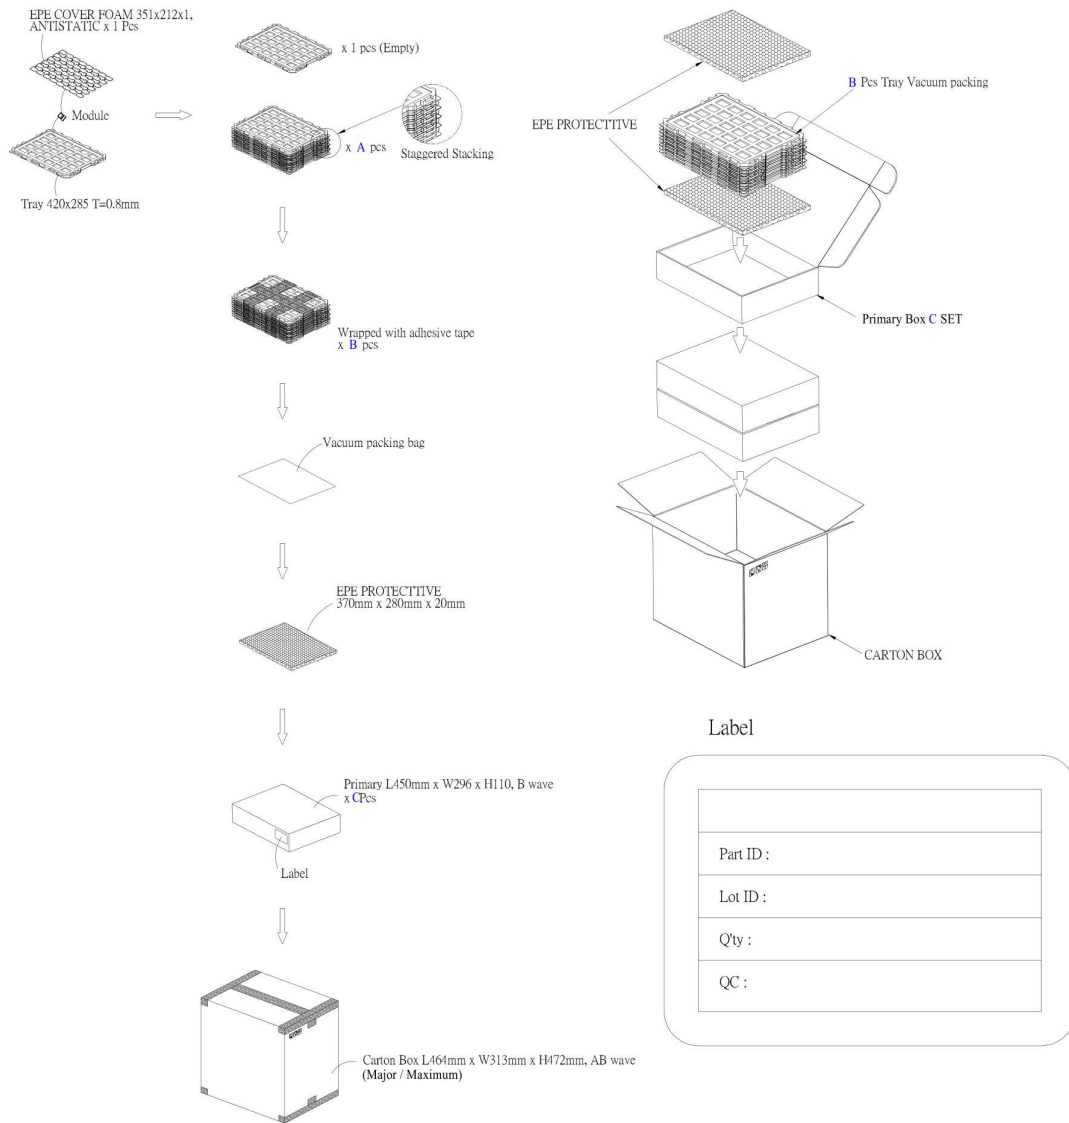 EPE COVER FOAM 351x212x1,
ANTISTATIC x 1 Pcs
Module
Tray 420x285 T=0.8mm
x 1 pcs (Empty)
x A pcs
Staggered Stacking
Wrapped with adhesive tape
x B pcs
Vacuum packing bag
EPE PROTECTTIVE
370mm x 280mm x 20mm
Primary L450mm x W296 x H110, B wave
x CPcs
Label
Carton Box L464mm x W313mm x H472mm, AB wave
(Major / Maximum)
B Pcs Tray Vacuum packing
EPE PROTECTTIVE
Primary Box C SET
CARTON BOX
Label
Part ID :
Lot ID :
Q'ty :
QC :